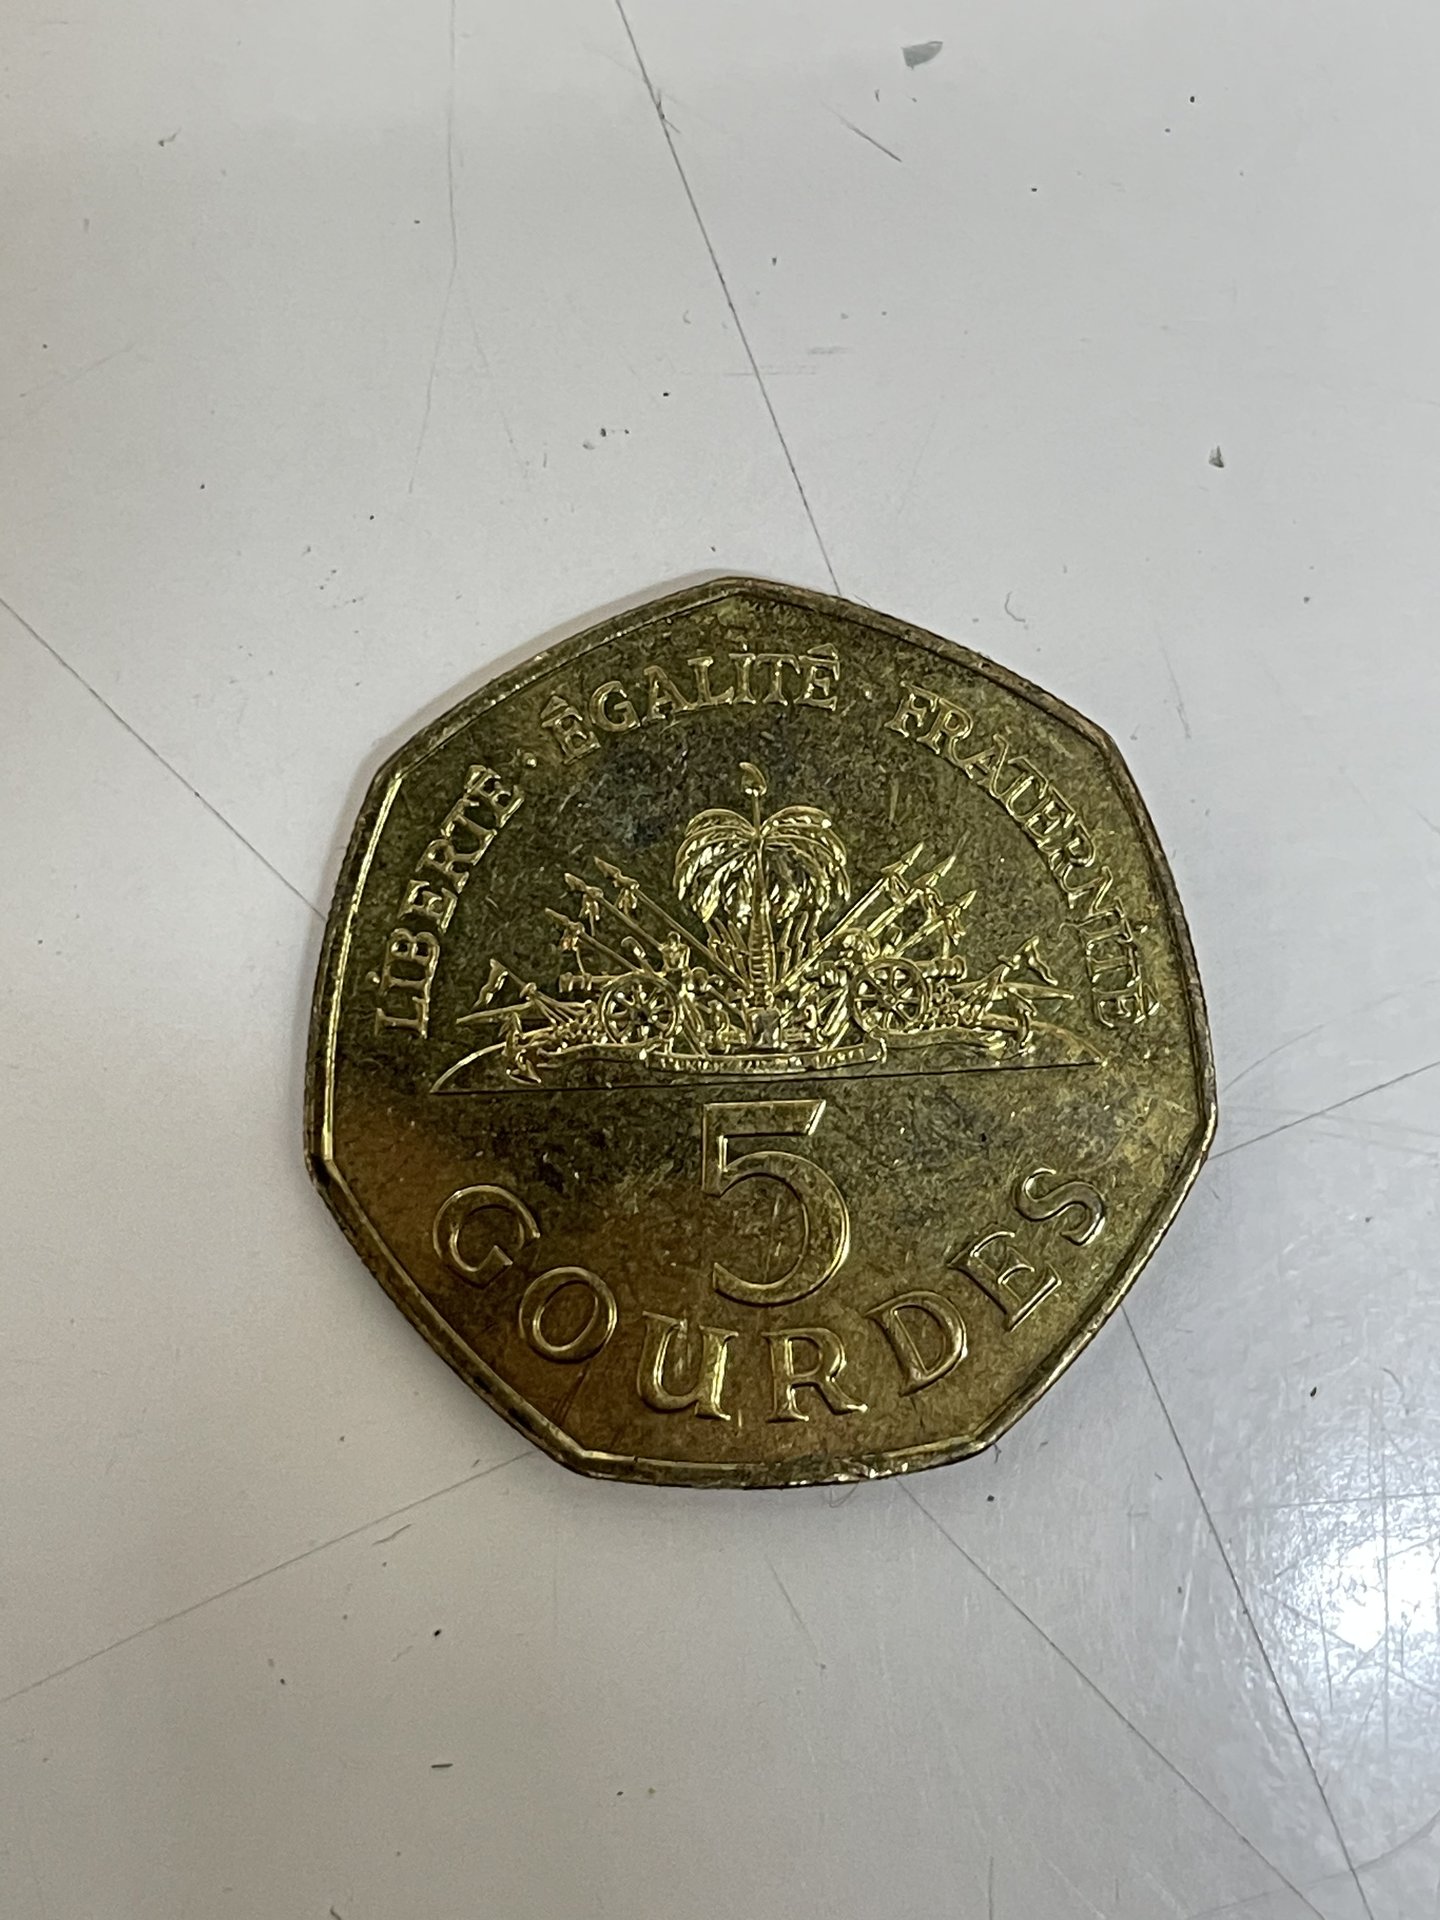 LIBERTÉ · ÉGALITÉ · FRATERNITÉ
5
GOURDES